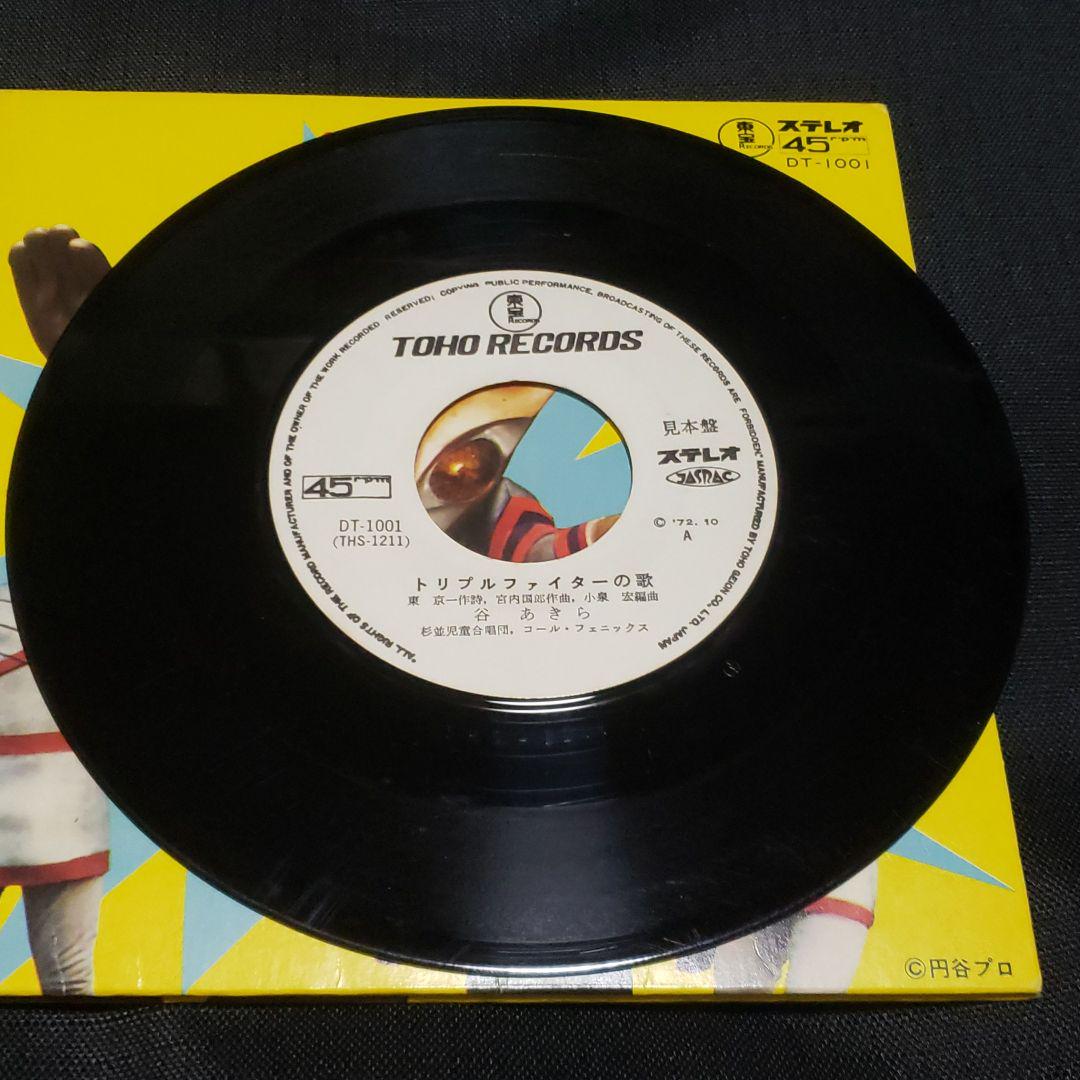 東宝 RECORDS
ステレオ
45rpm
DT-1001
*ALL RIGHTS OF THE RECORD MANUFACTURER AND OF THE OWNER OF THE WORK RECORDED RESERVED: COPYING PUBLIC PERFORMANCE, BROADCASTING OF THESE RECORDS ARE FORBIDDEN* MANUFACTURED BY TOHO GEION CO., LTD. JAPAN
東宝 RECORDS
TOHO RECORDS
見本盤
ステレオ
JASRAC
45rpm
DT-1001
(THS-1211)
© '72. 10
A
トリプルファイターの歌
東 京一作詩, 宮内国郎作曲, 小泉 宏編曲
谷 あきら
杉並児童合唱団, コール・フェニックス
©円谷プロ